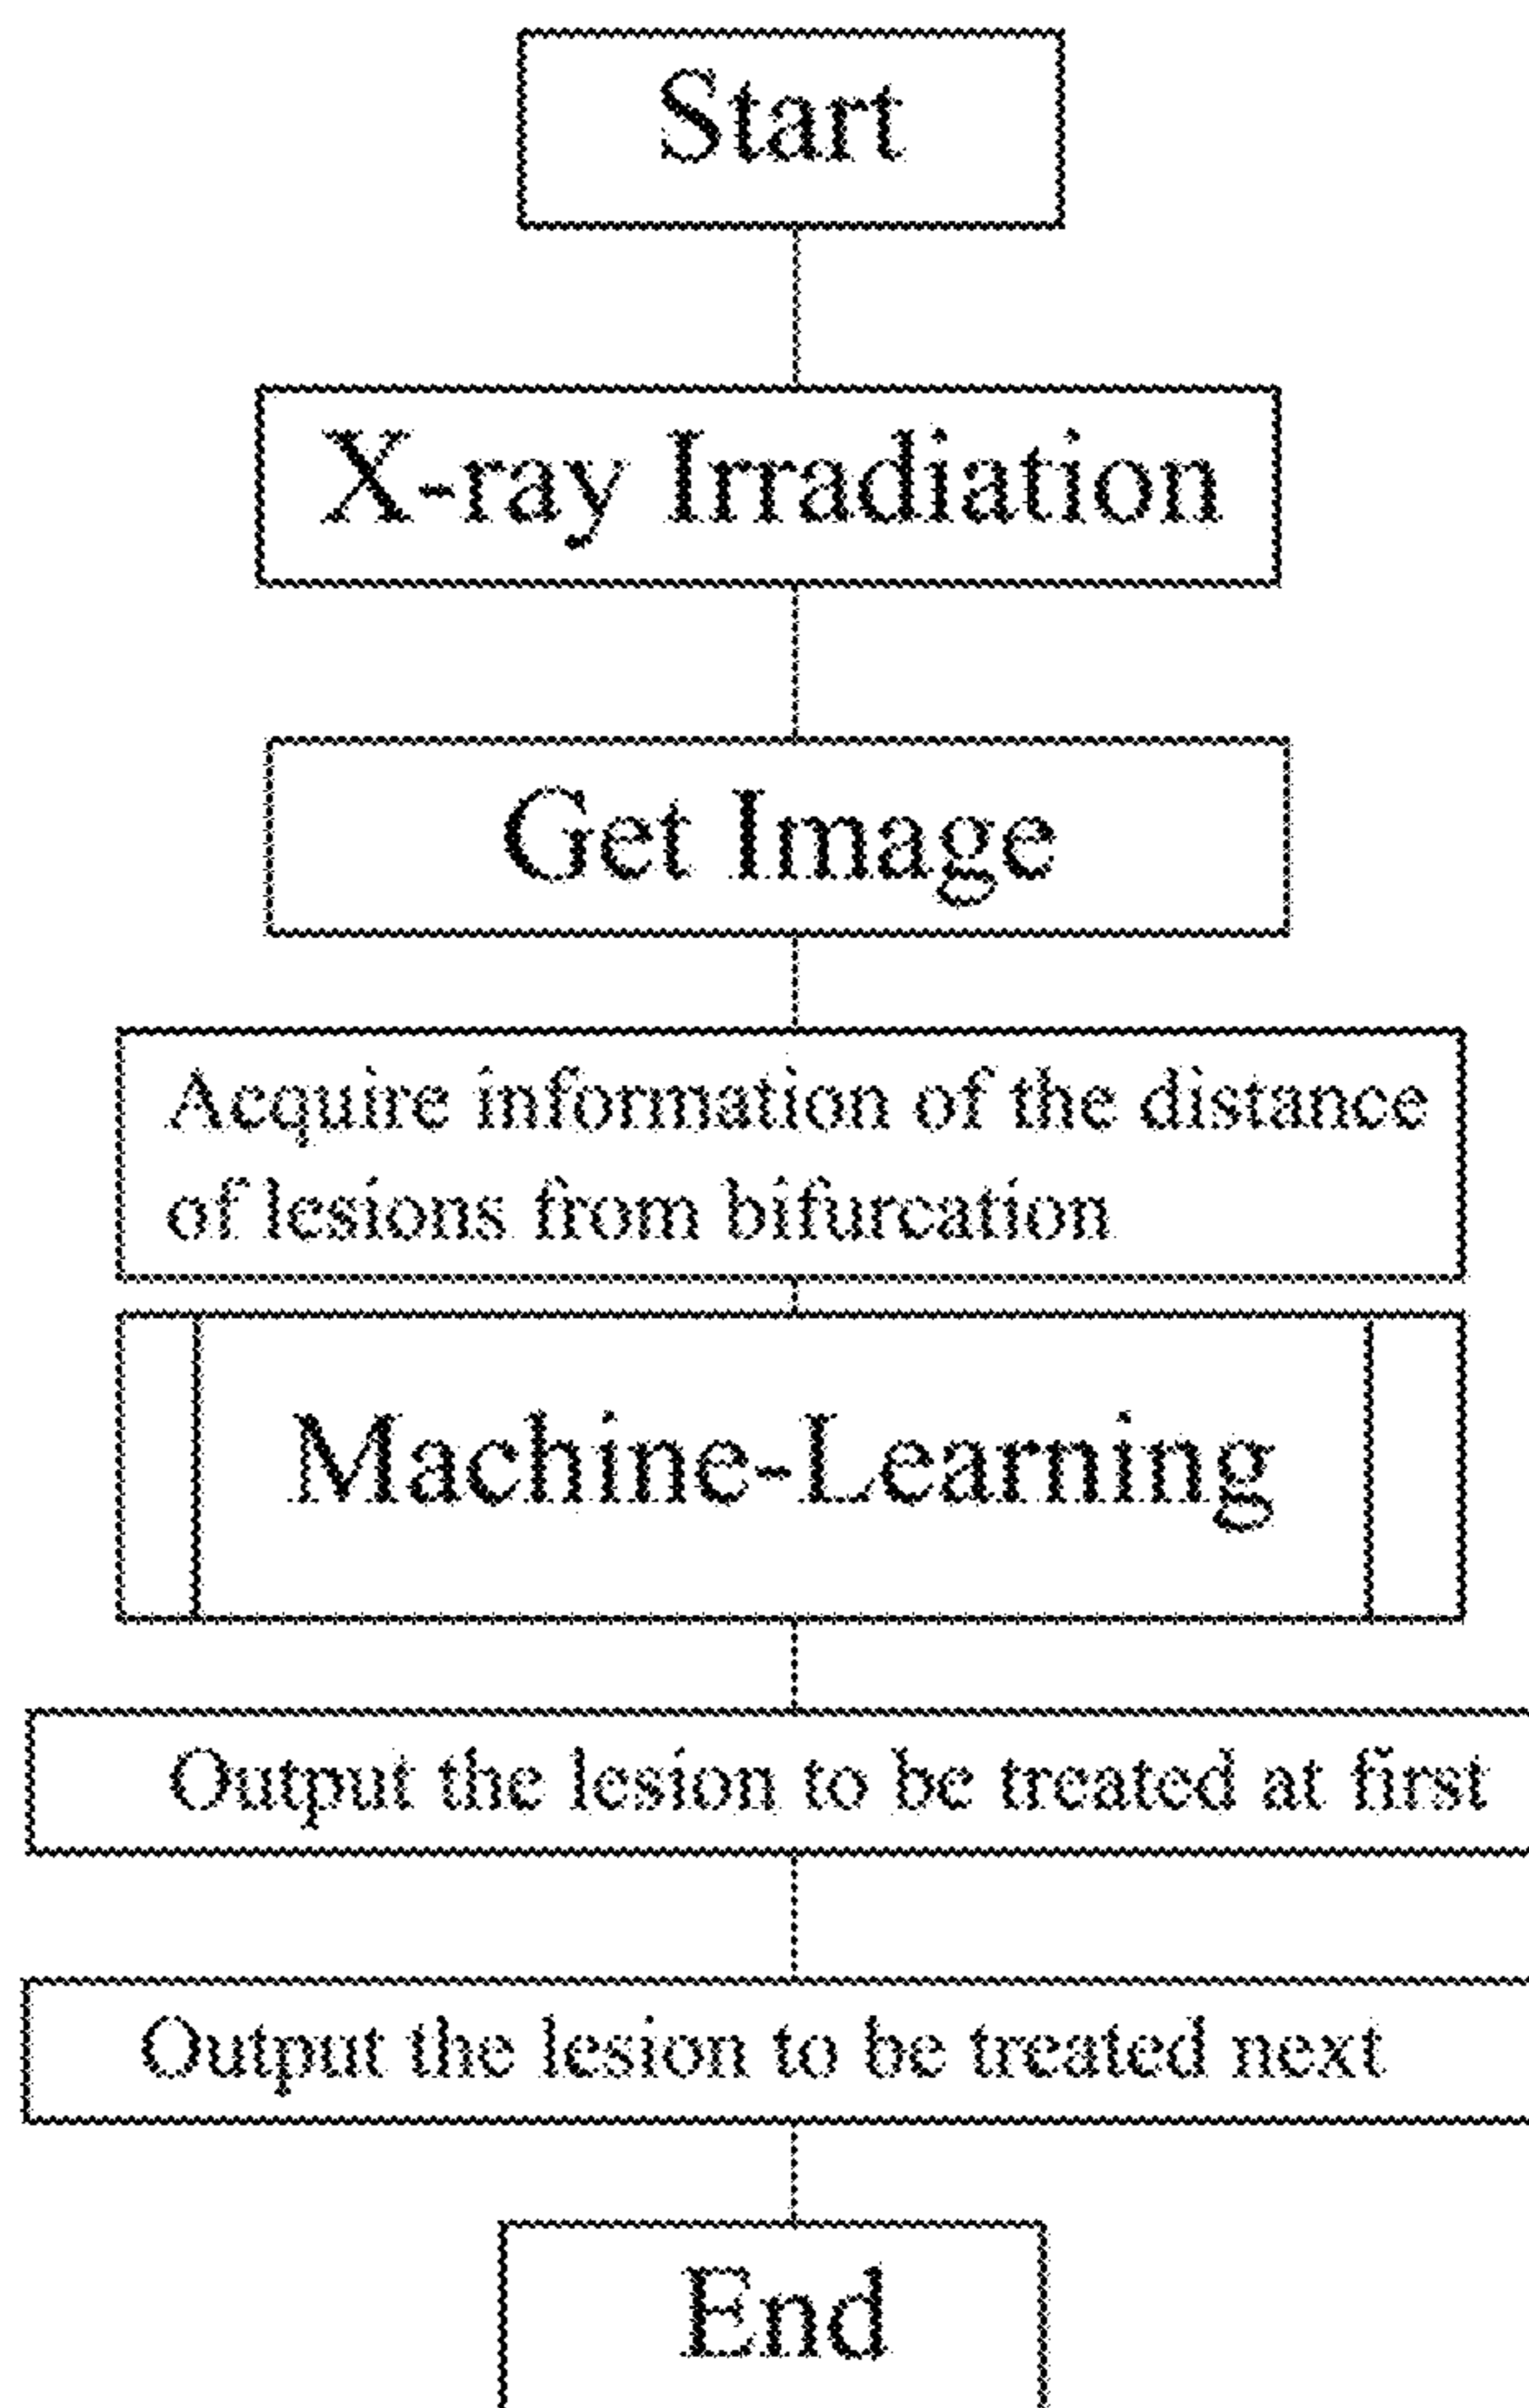 Start
X-ray Irradiation
Get Image
Acquire information of the distance
of lesions from bifurcation
Machine-Learning
Output the lesion to be treated at first
Output the lesion to be treated next
End